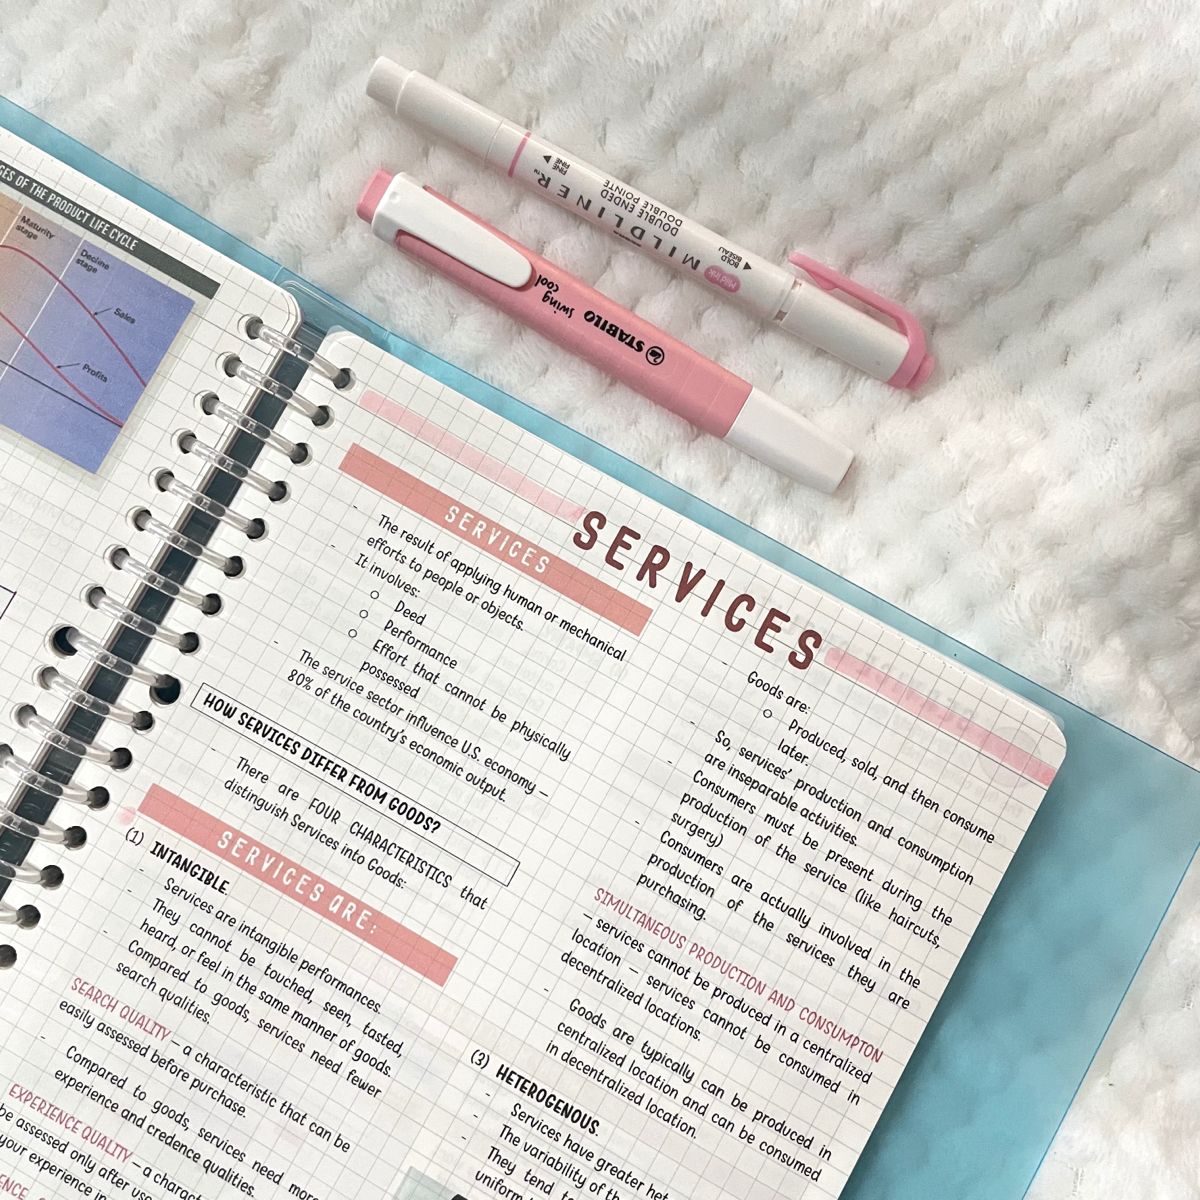 GES OF THE PRODUCT LIFE CYCLE
Maturity
stage
Decline
stage
Sales
Profits
FINE
FINE
MILDLINER™
DOUBLE ENDED
DOUBLE POINTE
Mild ink
BOLD
BISEAU
STABILO
swing
cool
SERVICES
SERVICES
- The result of applying human or mechanical
efforts to people or objects.
- It involves:
○ Deed
○ Performance
○ Effort that cannot be physically
possessed
- The service sector influence U.S. economy –
80% of the country's economic output.
HOW SERVICES DIFFER FROM GOODS?
- There are FOUR CHARACTERISTICS that
distinguish Services into Goods:
SERVICES are:
(1) INTANGIBLE.
- Services are intangible performances.
- They cannot be touched, seen, tasted,
heard, or feel in the same manner of goods.
- Compared to goods, services need fewer
search qualities.
SEARCH QUALITY – a characteristic that can be
easily assessed before purchase.
- Compared to goods, services need more
experience and credence qualities.
EXPERIENCE QUALITY – a charact
be assessed only after use
your experience in
- Goods are:
○ Produced, sold, and then consume
later.
- So, services' production and consumption
are inseparable activities.
- Consumers must be present during the
production of the service (like haircuts,
surgery)
- Consumers are actually involved in the
production of the services they are
purchasing.
SIMULTANEOUS PRODUCTION AND CONSUMPTON
– services cannot be produced in a centralized
location – services cannot be consumed in
decentralized locations.
- Goods are typically can be produced in
centralized location and can be consumed
in decentralized location.
(3) HETEROGENOUS.
- Services have greater het
- The variability of th
- They tend to
uniform